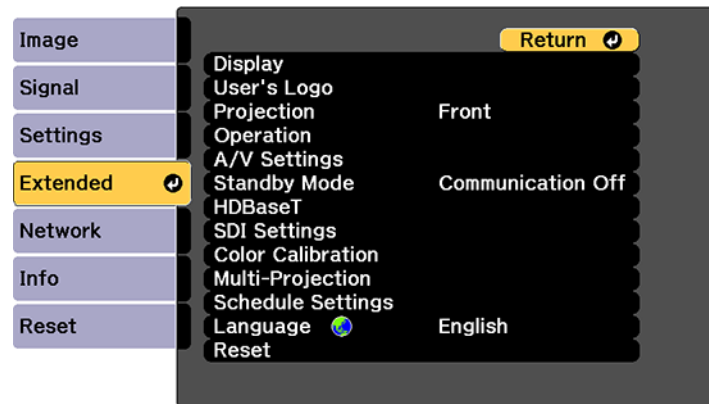 Image
Signal
Settings
Extended
Network
Info
Reset
Return
Display
User's Logo
Projection Front
Operation
A/V Settings
Standby Mode Communication Off
HDBaseT
SDI Settings
Color Calibration
Multi-Projection
Schedule Settings
Language English
Reset